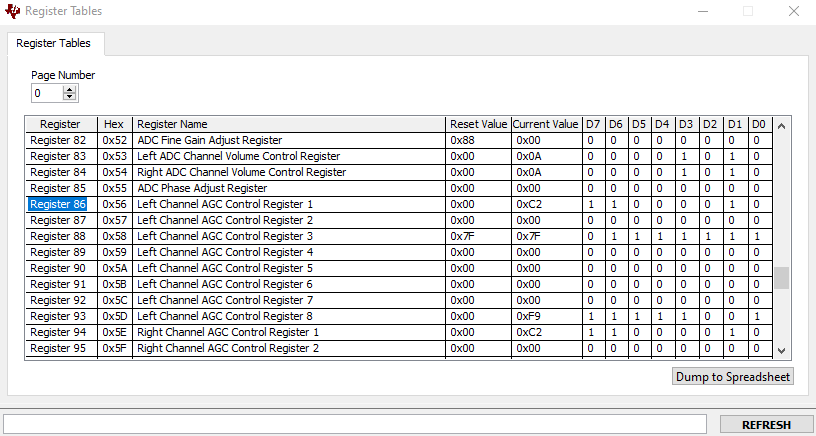 Register Tables
Register Tables
Page Number
0
Register Hex Register Name Reset Value Current Value D7 D6 D5 D4 D3 D2 D1 D0
Register 82 0x52 ADC Fine Gain Adjust Register 0x88 0x00 0 0 0 0 0 0 0 0
Register 83 0x53 Left ADC Channel Volume Control Register 0x00 0x0A 0 0 0 0 1 0 1 0
Register 84 0x54 Right ADC Channel Volume Control Register 0x00 0x0A 0 0 0 0 1 0 1 0
Register 85 0x55 ADC Phase Adjust Register 0x00 0x00 0 0 0 0 0 0 0 0
Register 86 0x56 Left Channel AGC Control Register 1 0x00 0xC2 1 1 0 0 0 0 1 0
Register 87 0x57 Left Channel AGC Control Register 2 0x00 0x00 0 0 0 0 0 0 0 0
Register 88 0x58 Left Channel AGC Control Register 3 0x7F 0x7F 0 1 1 1 1 1 1 1
Register 89 0x59 Left Channel AGC Control Register 4 0x00 0x00 0 0 0 0 0 0 0 0
Register 90 0x5A Left Channel AGC Control Register 5 0x00 0x00 0 0 0 0 0 0 0 0
Register 91 0x5B Left Channel AGC Control Register 6 0x00 0x00 0 0 0 0 0 0 0 0
Register 92 0x5C Left Channel AGC Control Register 7 0x00 0x00 0 0 0 0 0 0 0 0
Register 93 0x5D Left Channel AGC Control Register 8 0x00 0xF9 1 1 1 1 1 0 0 1
Register 94 0x5E Right Channel AGC Control Register 1 0x00 0xC2 1 1 0 0 0 0 1 0
Register 95 0x5F Right Channel AGC Control Register 2 0x00 0x00 0 0 0 0 0 0 0 0
Dump to Spreadsheet
REFRESH